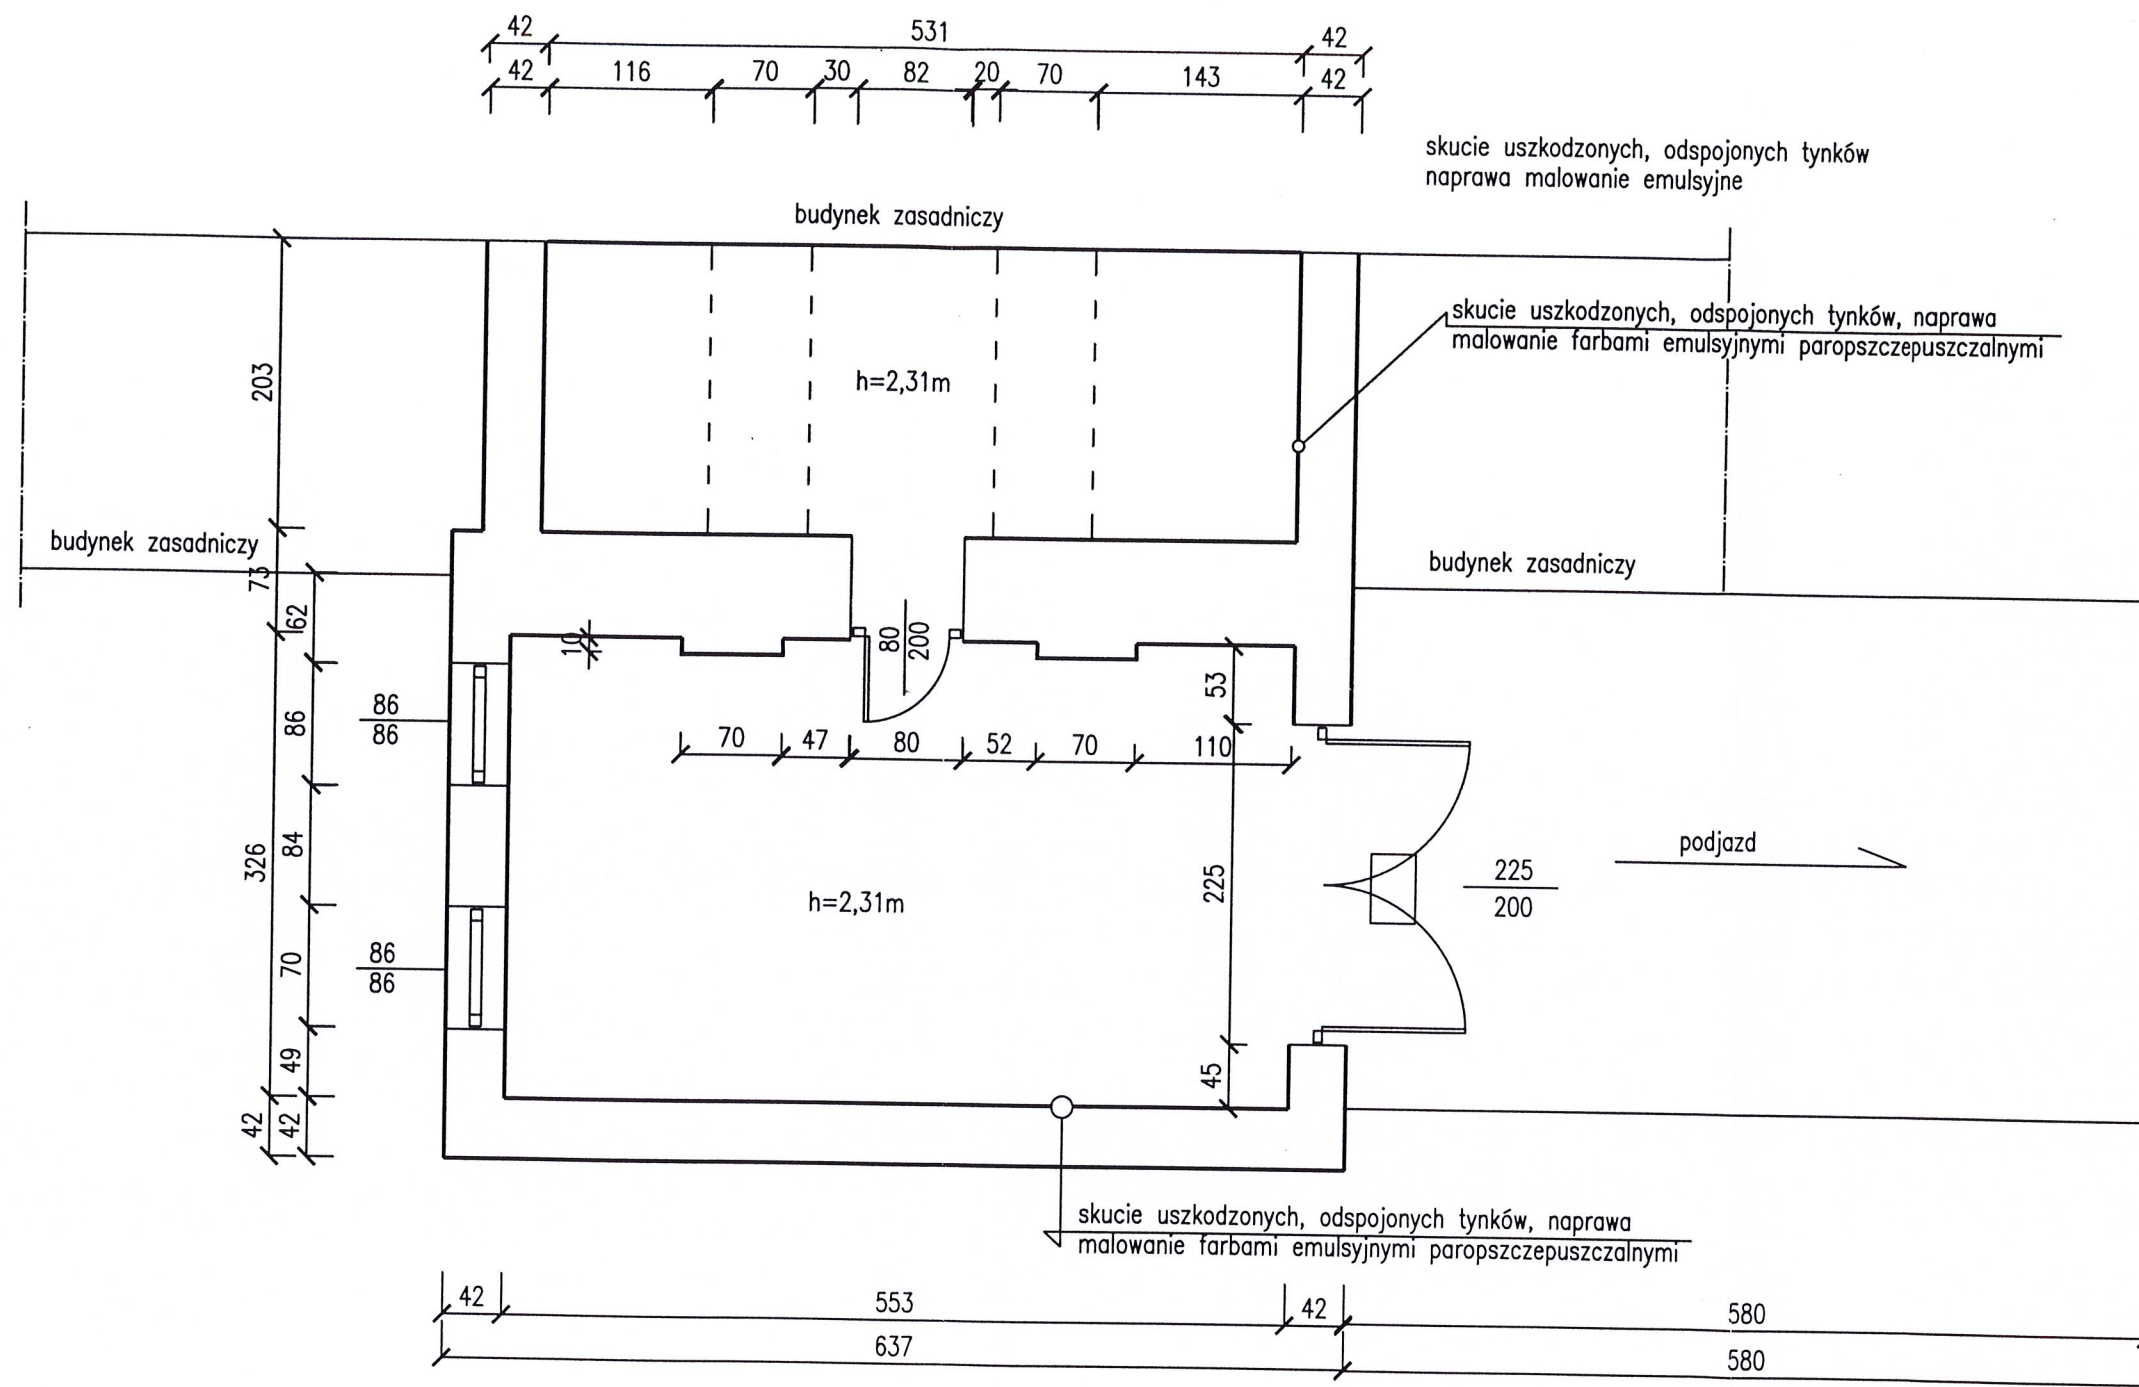 42 531 42
42 116 70 30 82 20 70 143 42
skucie uszkodzonych, odspojonych tynków
naprawa malowanie emulsyjne
budynek zasadniczy
skucie uszkodzonych, odspojonych tynków, naprawa
malowanie farbami emulsyjnymi paropszczepuszczalnymi
h=2,31m
203
budynek zasadniczy
budynek zasadniczy
73
62
10
80
200
53
86
86
86
70 47 80 52 70 110
84
326
225
podjazd
225
200
h=2,31m
86
86
70
49
45
42
42
skucie uszkodzonych, odspojonych tynków, naprawa
malowanie farbami emulsyjnymi paropszczepuszczalnymi
42 553 42 580
637 580